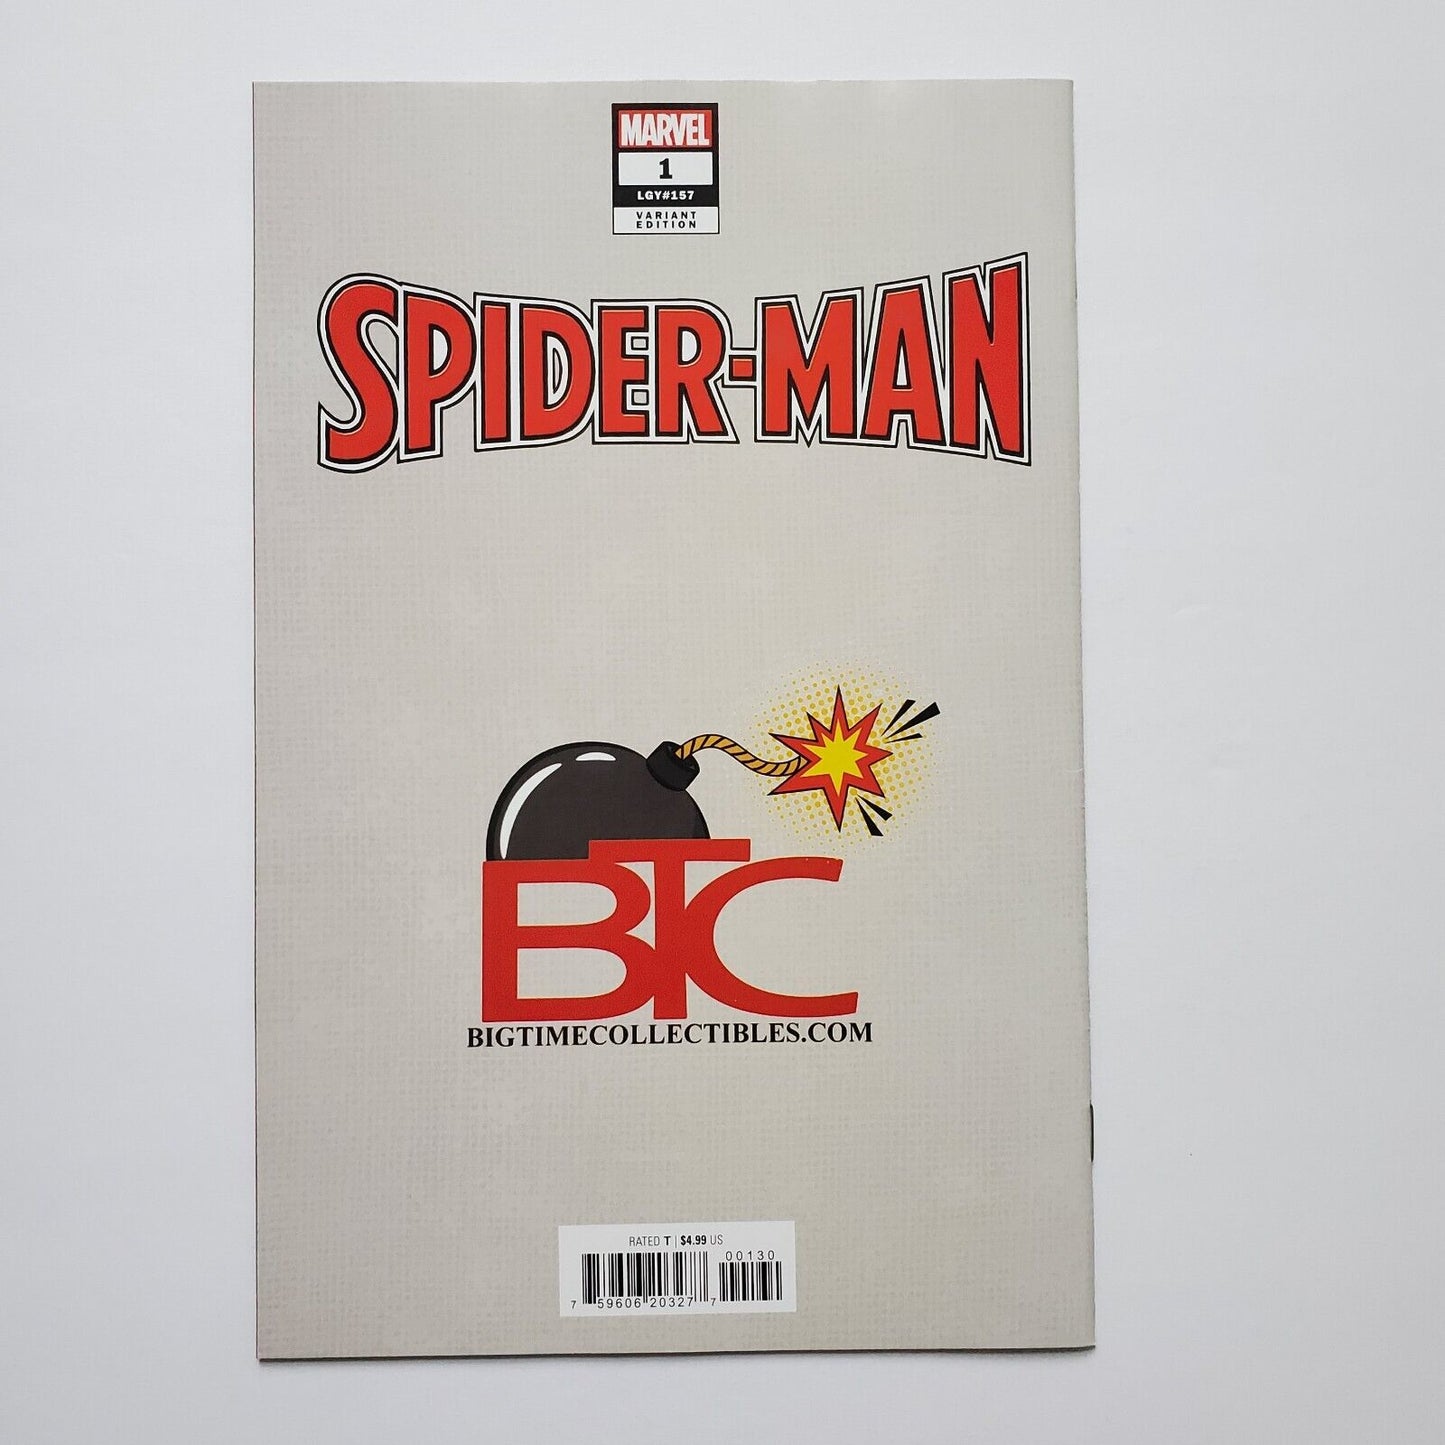 MARVEL
1
LGY#157
VARIANT
EDITION
SPIDER-MAN
BTC
BIGTIMECOLLECTIBLES.COM
RATED T | $4.99 US
00130
7 59606 20327 7